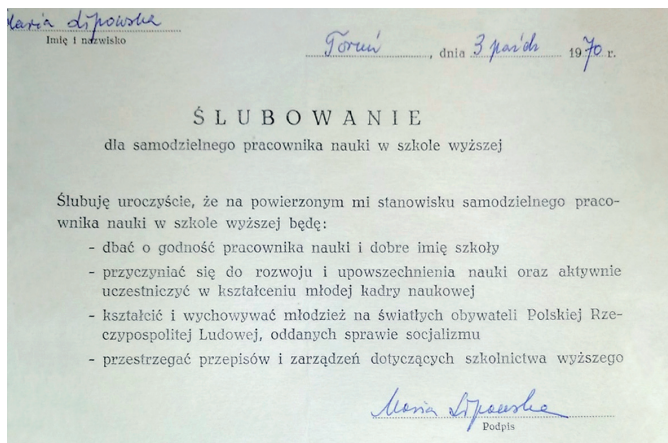 Maria Lipowska
Imię i nazwisko
Toruń, dnia 3 paźdz 1970 r.
ŚLUBOWANIE
dla samodzielnego pracownika nauki w szkole wyższej
Ślubuję uroczyście, że na powierzonym mi stanowisku samodzielnego praco-
wnika nauki w szkole wyższej będę:
- dbać o godność pracownika nauki i dobre imię szkoły
- przyczyniać się do rozwoju i upowszechnienia nauki oraz aktywnie
uczestniczyć w kształceniu młodej kadry naukowej
- kształcić i wychowywać młodzież na światłych obywateli Polskiej Rze-
czypospolitej Ludowej, oddanych sprawie socjalizmu
- przestrzegać przepisów i zarządzeń dotyczących szkolnictwa wyższego
Maria Lipowska
Podpis